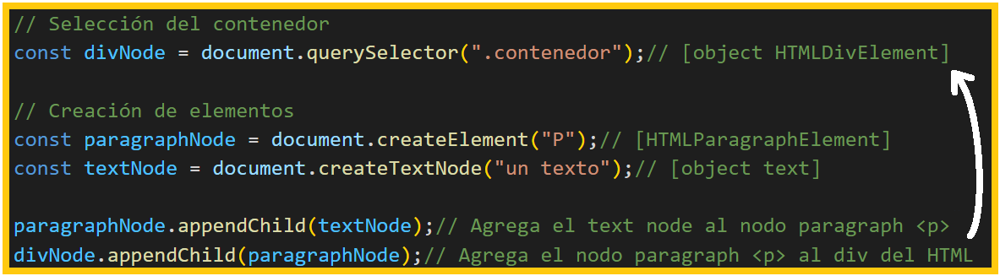 // Selección del contenedor
const divNode = document.querySelector(".contenedor");// [object HTMLDivElement]
// Creación de elementos
const paragraphNode = document.createElement("P");// [HTMLParagraphElement]
const textNode = document.createTextNode("un texto");// [object text]
paragraphNode.appendChild(textNode);// Agrega el text node al nodo paragraph <p>
divNode.appendChild(paragraphNode);// Agrega el nodo paragraph <p> al div del HTML